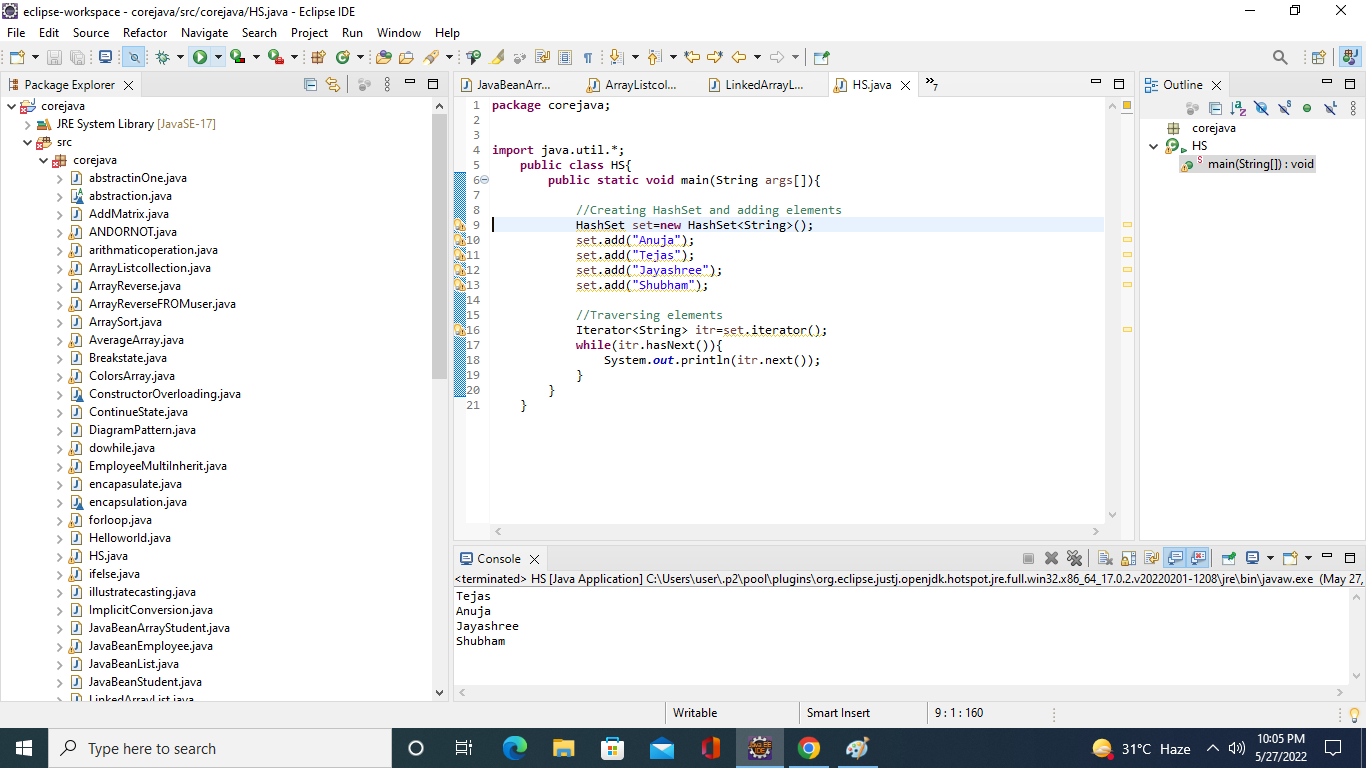 eclipse-workspace - corejava/src/corejava/HS.java - Eclipse IDE
File Edit Source Refactor Navigate Search Project Run Window Help
Package Explorer
corejava
JRE System Library [JavaSE-17]
src
corejava
abstractinOne.java
abstraction.java
AddMatrix.java
ANDORNOT.java
arithmaticoperation.java
ArrayListcollection.java
ArrayReverse.java
ArrayReverseFROMuser.java
ArraySort.java
AverageArray.java
Breakstate.java
ColorsArray.java
ConstructorOverloading.java
ContinueState.java
DiagramPattern.java
dowhile.java
EmployeeMultiInherit.java
encapasulate.java
encapsulation.java
forloop.java
Helloworld.java
HS.java
ifelse.java
illustratecasting.java
ImplicitConversion.java
JavaBeanArrayStudent.java
JavaBeanEmployee.java
JavaBeanList.java
JavaBeanStudent.java
LinkedArrayList.java
JavaBeanArr... ArrayListcol... LinkedArrayL... HS.java »7
1 package corejava;
2
3
4 import java.util.*;
5 public class HS{
6 public static void main(String args[]){
7
8 //Creating HashSet and adding elements
9 HashSet set=new HashSet<String>();
10 set.add("Anuja");
11 set.add("Tejas");
12 set.add("Jayashree");
13 set.add("Shubham");
14
15 //Traversing elements
16 Iterator<String> itr=set.iterator();
17 while(itr.hasNext()){
18 System.out.println(itr.next());
19 }
20 }
21 }
Outline
corejava
HS
main(String[]) : void
Console
<terminated> HS [Java Application] C:\Users\user\.p2\pool\plugins\org.eclipse.justj.openjdk.hotspot.jre.full.win32.x86_64_17.0.2.v20220201-1208\jre\bin\javaw.exe (May 27,
Tejas
Anuja
Jayashree
Shubham
Writable Smart Insert 9 : 1 : 160
Type here to search
31°C Haze
10:05 PM
5/27/2022